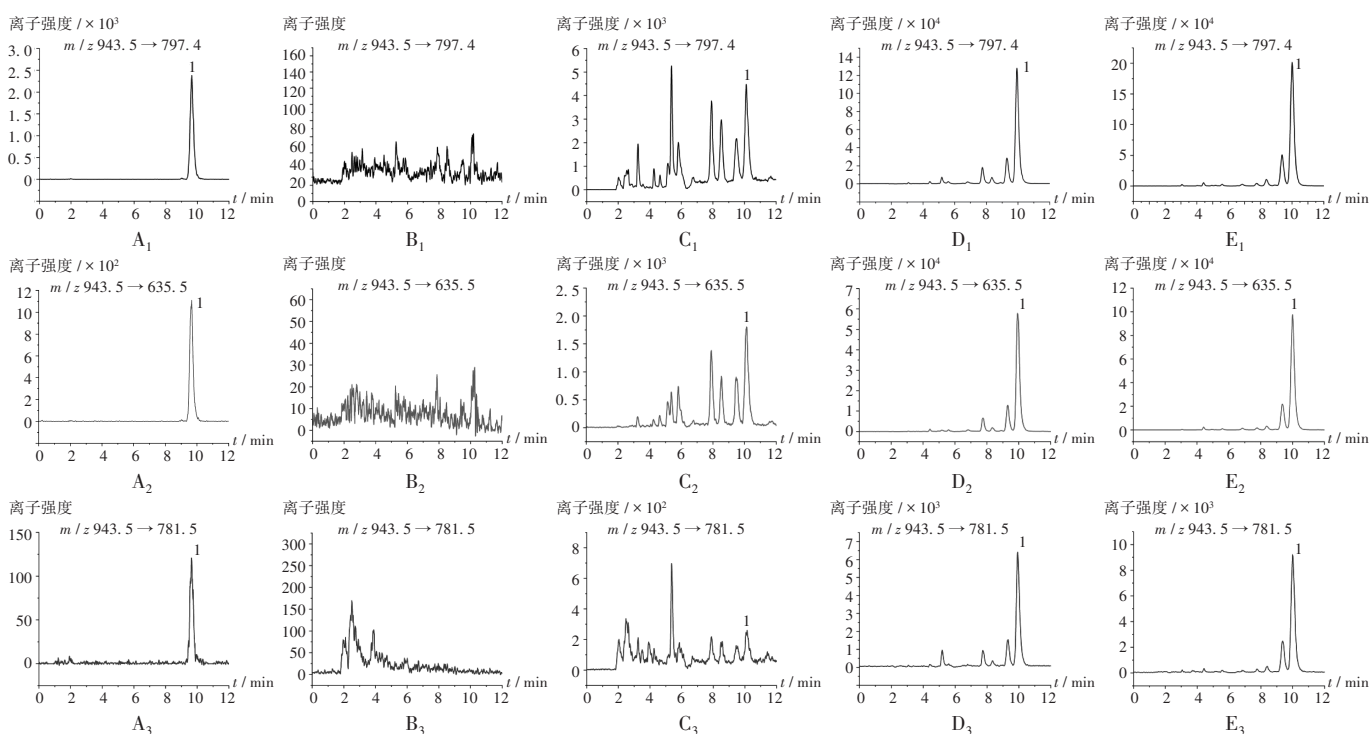 离子强度 / × 10³
m / z 943.5 → 797.4
3.0
2.5
2.0
1.5
1.0
0.5
0
1
0 2 4 6 8 10 12
t / min
A₁
离子强度
m / z 943.5 → 797.4
160
140
120
100
80
60
40
20
0 2 4 6 8 10 12
t / min
B₁
离子强度 / × 10³
m / z 943.5 → 797.4
6
5
4
3
2
1
0
1
0 2 4 6 8 10 12
t / min
C₁
离子强度 / × 10⁴
m / z 943.5 → 797.4
14
12
10
8
6
4
2
0
1
0 2 4 6 8 10 12
t / min
D₁
离子强度 / × 10⁴
m / z 943.5 → 797.4
20
15
10
5
0
1
0 2 4 6 8 10 12
t / min
E₁
离子强度 / × 10²
m / z 943.5 → 635.5
12
10
8
6
4
2
0
1
0 2 4 6 8 10 12
t / min
A₂
离子强度
m / z 943.5 → 635.5
60
50
40
30
20
10
0
0 2 4 6 8 10 12
t / min
B₂
离子强度 / × 10³
m / z 943.5 → 635.5
2.5
2.0
1.5
1.0
0.5
0
1
0 2 4 6 8 10 12
t / min
C₂
离子强度 / × 10⁴
m / z 943.5 → 635.5
7
6
5
4
3
2
1
0
1
0 2 4 6 8 10 12
t / min
D₂
离子强度 / × 10⁴
m / z 943.5 → 635.5
12
10
8
6
4
2
0
1
0 2 4 6 8 10 12
t / min
E₂
离子强度
m / z 943.5 → 781.5
150
100
50
0
1
0 2 4 6 8 10 12
t / min
A₃
离子强度
m / z 943.5 → 781.5
300
250
200
150
100
50
0
0 2 4 6 8 10 12
t / min
B₃
离子强度 / × 10²
m / z 943.5 → 781.5
8
6
4
2
0
1
0 2 4 6 8 10 12
t / min
C₃
离子强度 / × 10³
m / z 943.5 → 781.5
7
6
5
4
3
2
1
0
1
0 2 4 6 8 10 12
t / min
D₃
离子强度 / × 10³
m / z 943.5 → 781.5
10
8
6
4
2
0
1
0 2 4 6 8 10 12
t / min
E₃